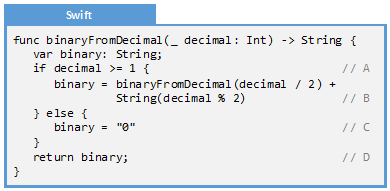 Swift
func binaryFromDecimal(_ decimal: Int) -> String {
   var binary: String;
   if decimal >= 1 {                             // A
      binary = binaryFromDecimal(decimal / 2) +
               String(decimal % 2)               // B
   } else {
      binary = "0"                               // C
   }
   return binary;                                // D
}